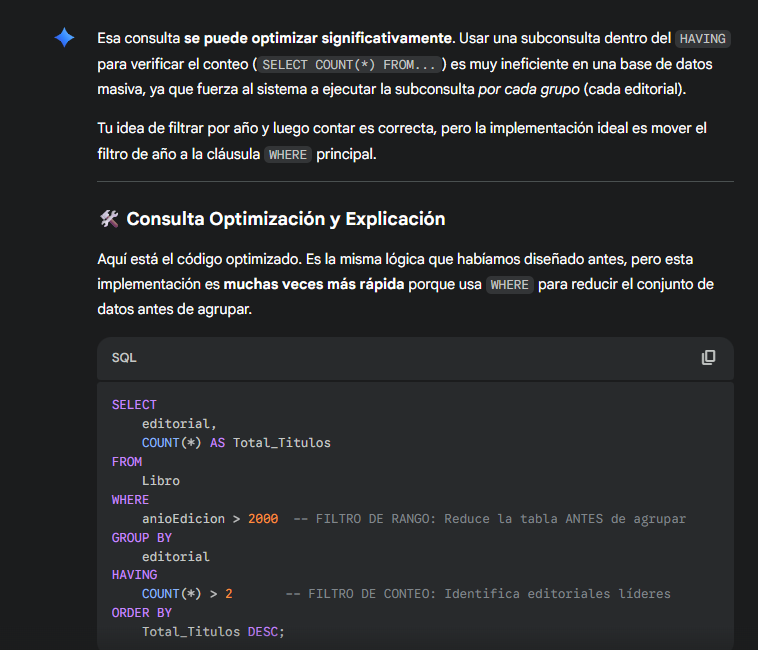 Esa consulta se puede optimizar significativamente. Usar una subconsulta dentro del HAVING
para verificar el conteo (SELECT COUNT(*) FROM...) es muy ineficiente en una base de datos
masiva, ya que fuerza al sistema a ejecutar la subconsulta por cada grupo (cada editorial).
Tu idea de filtrar por año y luego contar es correcta, pero la implementación ideal es mover el
filtro de año a la cláusula WHERE principal.
🛠️ Consulta Optimización y Explicación
Aquí está el código optimizado. Es la misma lógica que habíamos diseñado antes, pero esta
implementación es muchas veces más rápida porque usa WHERE para reducir el conjunto de
datos antes de agrupar.
SQL
SELECT
    editorial,
    COUNT(*) AS Total_Titulos
FROM
    Libro
WHERE
    anioEdicion > 2000  -- FILTRO DE RANGO: Reduce la tabla ANTES de agrupar
GROUP BY
    editorial
HAVING
    COUNT(*) > 2       -- FILTRO DE CONTEO: Identifica editoriales líderes
ORDER BY
    Total_Titulos DESC;